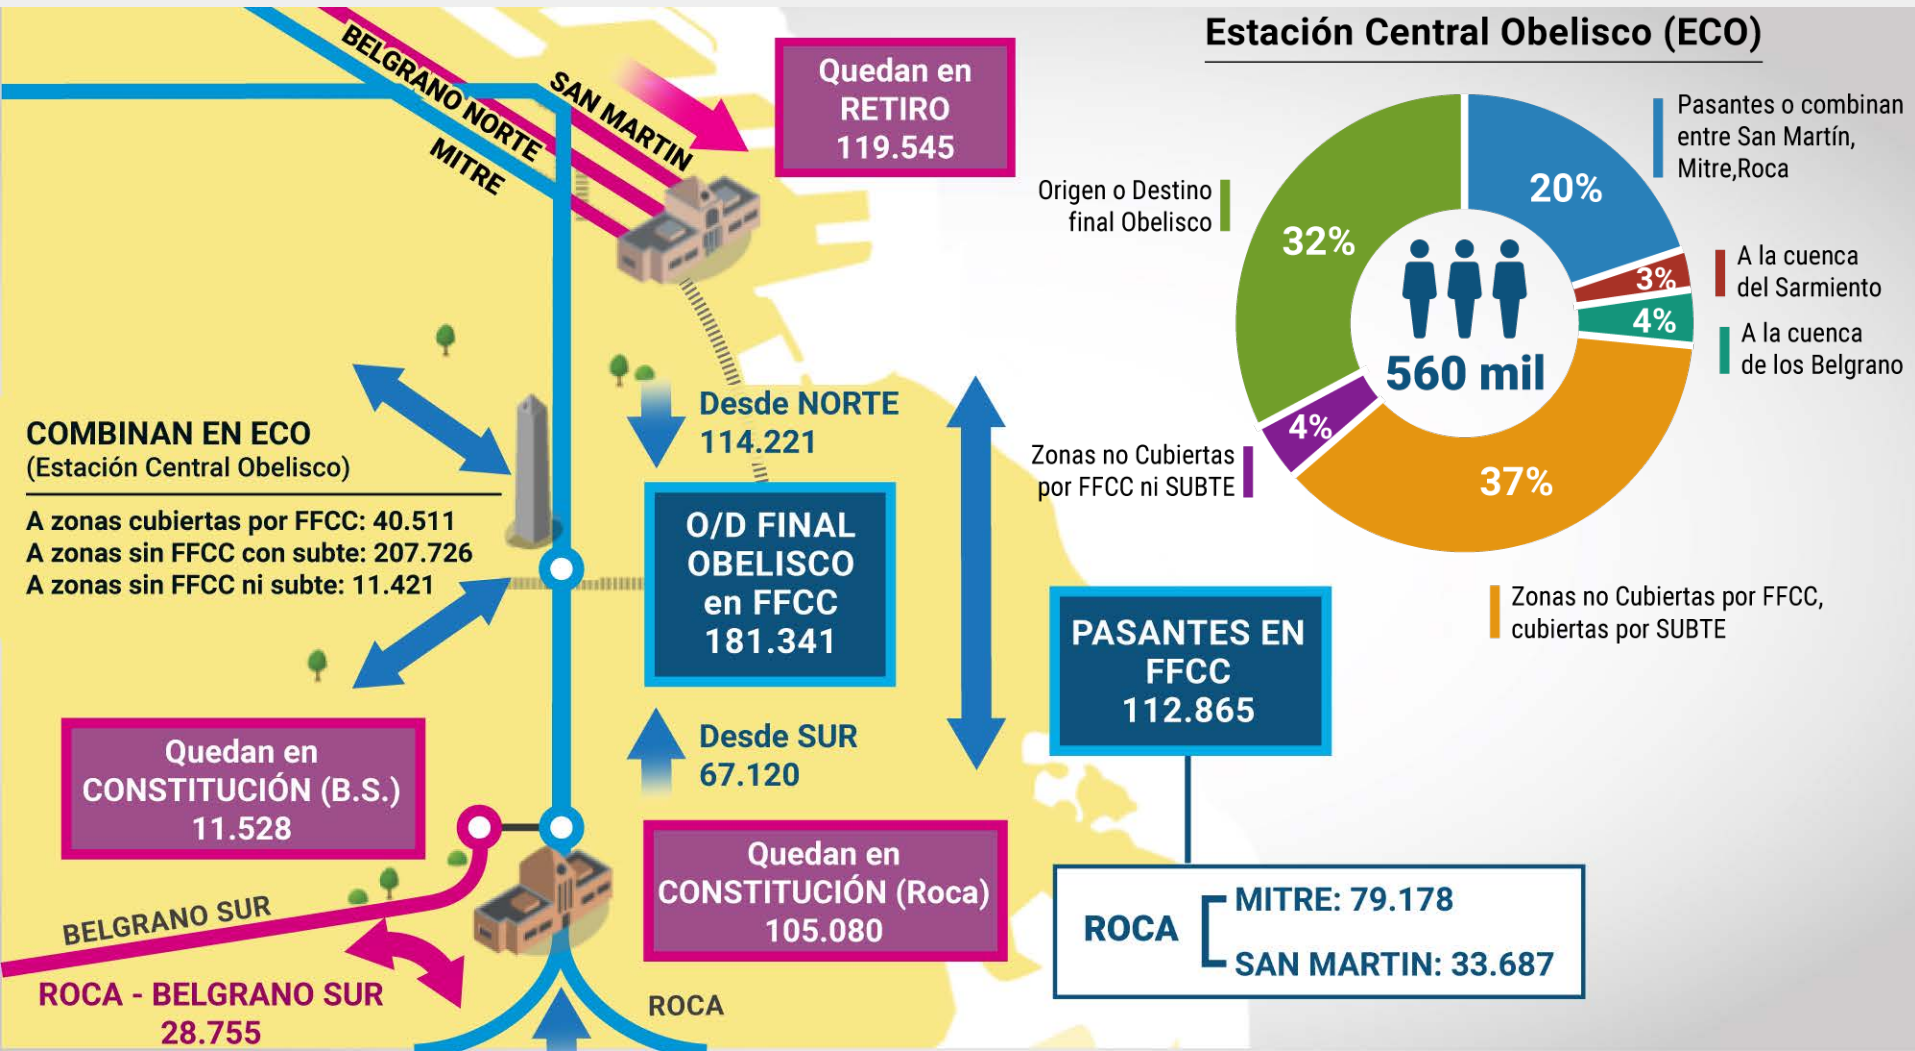 Estación Central Obelisco (ECO)
BELGRANO NORTE
SAN MARTIN
MITRE
Quedan en
RETIRO
119.545
Pasantes o combinan
entre San Martín,
Mitre,Roca
Origen o Destino
final Obelisco
32%
20%
3%
4%
37%
4%
560 mil
A la cuenca
del Sarmiento
A la cuenca
de los Belgrano
Zonas no Cubiertas
por FFCC ni SUBTE
Zonas no Cubiertas por FFCC,
cubiertas por SUBTE
Desde NORTE
114.221
COMBINAN EN ECO
(Estación Central Obelisco)
A zonas cubiertas por FFCC: 40.511
A zonas sin FFCC con subte: 207.726
A zonas sin FFCC ni subte: 11.421
O/D FINAL
OBELISCO
en FFCC
181.341
PASANTES EN
FFCC
112.865
Desde SUR
67.120
Quedan en
CONSTITUCIÓN (B.S.)
11.528
Quedan en
CONSTITUCIÓN (Roca)
105.080
ROCA
MITRE: 79.178
SAN MARTIN: 33.687
BELGRANO SUR
ROCA - BELGRANO SUR
28.755
ROCA